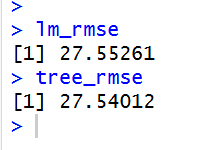 >
> lm_rmse
[1] 27.55261
> tree_rmse
[1] 27.54012
>